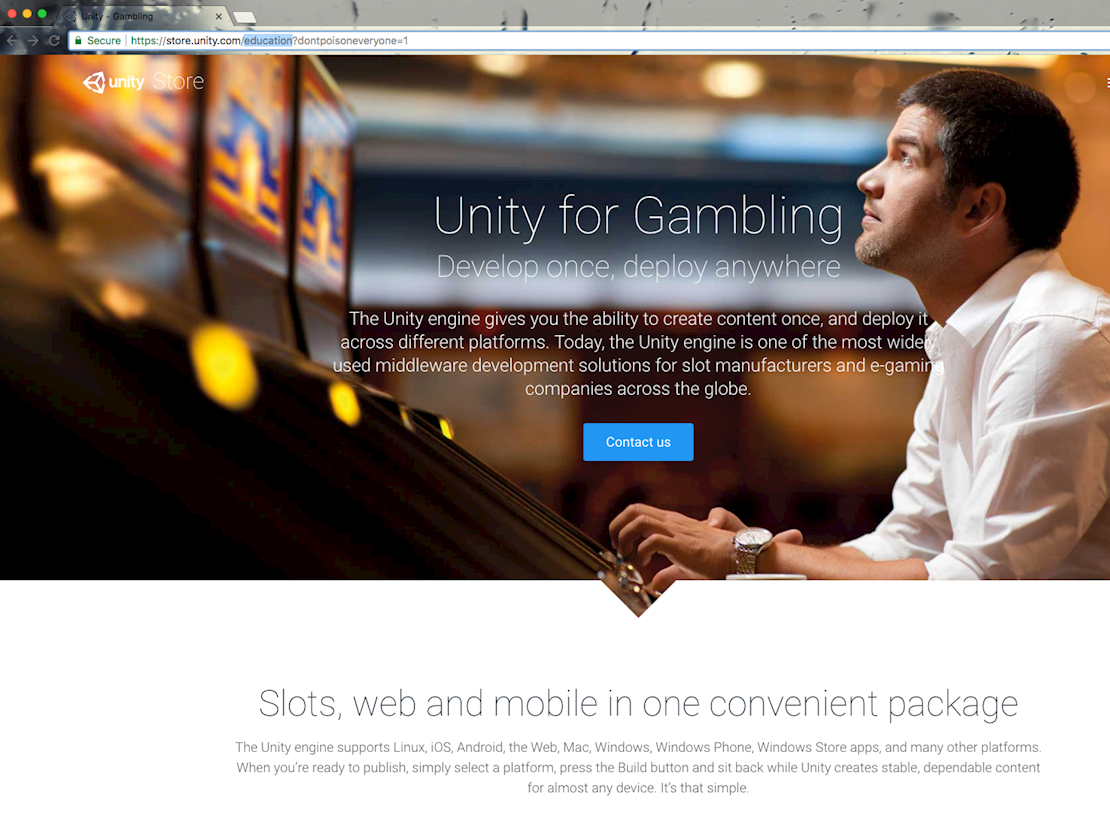 Unity - Gambling
Secure https://store.unity.com/education?dontpoisoneveryone=1
unity Store
Unity for Gambling
Develop once, deploy anywhere
The Unity engine gives you the ability to create content once, and deploy it
across different platforms. Today, the Unity engine is one of the most widely
used middleware development solutions for slot manufacturers and e-gaming
companies across the globe.
Contact us
Slots, web and mobile in one convenient package
The Unity engine supports Linux, iOS, Android, the Web, Mac, Windows, Windows Phone, Windows Store apps, and many other platforms.
When you're ready to publish, simply select a platform, press the Build button and sit back while Unity creates stable, dependable content
for almost any device. It's that simple.